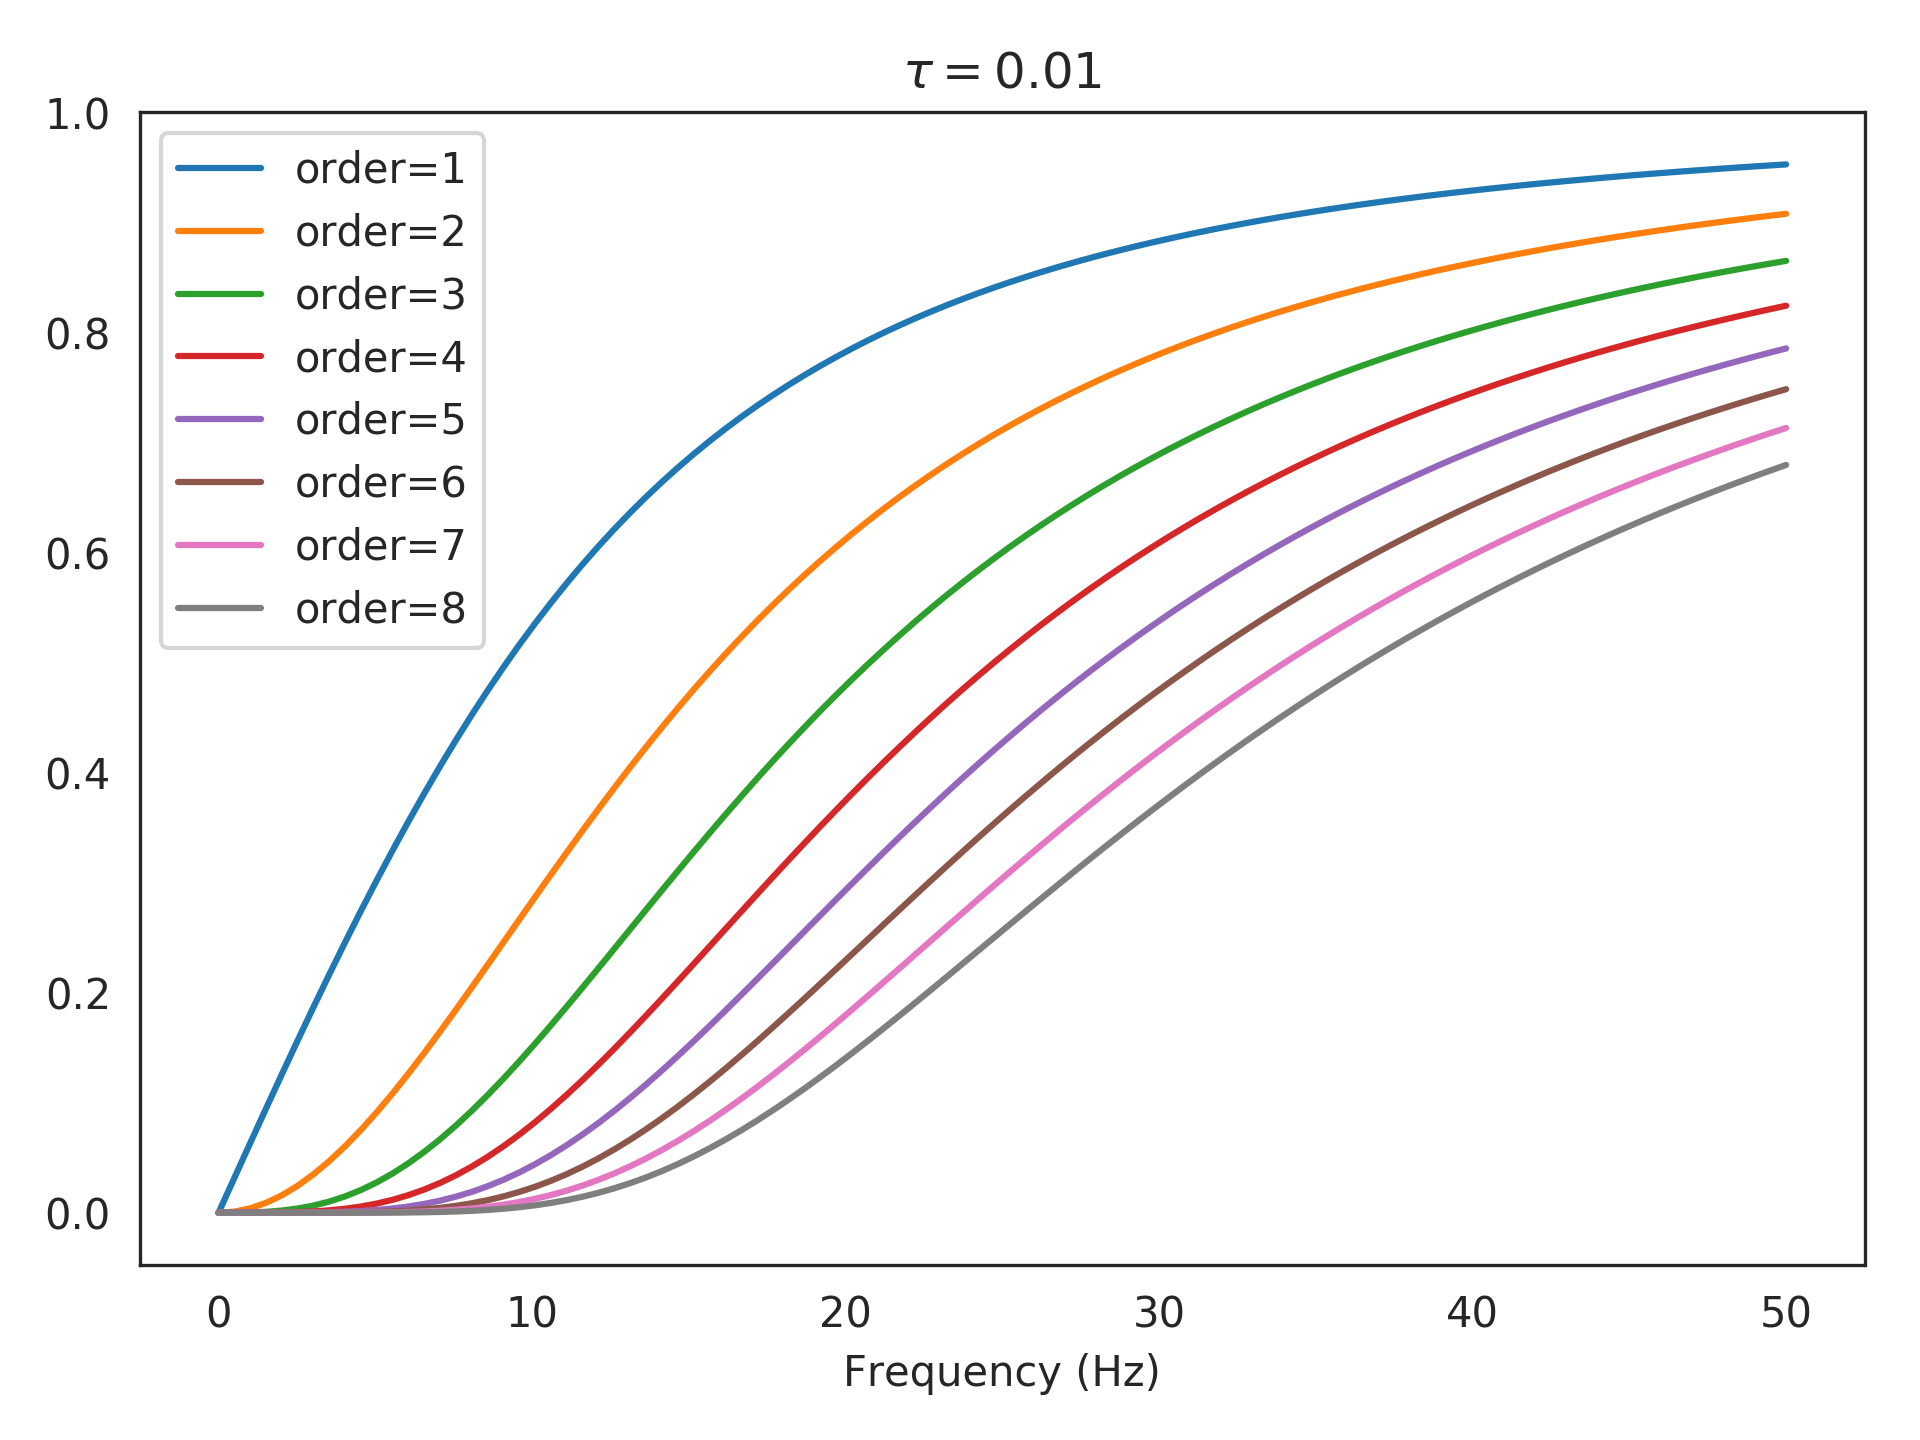 τ = 0.01
1.0
0.8
0.6
0.4
0.2
0.0
order=1
order=2
order=3
order=4
order=5
order=6
order=7
order=8
0 10 20 30 40 50
Frequency (Hz)